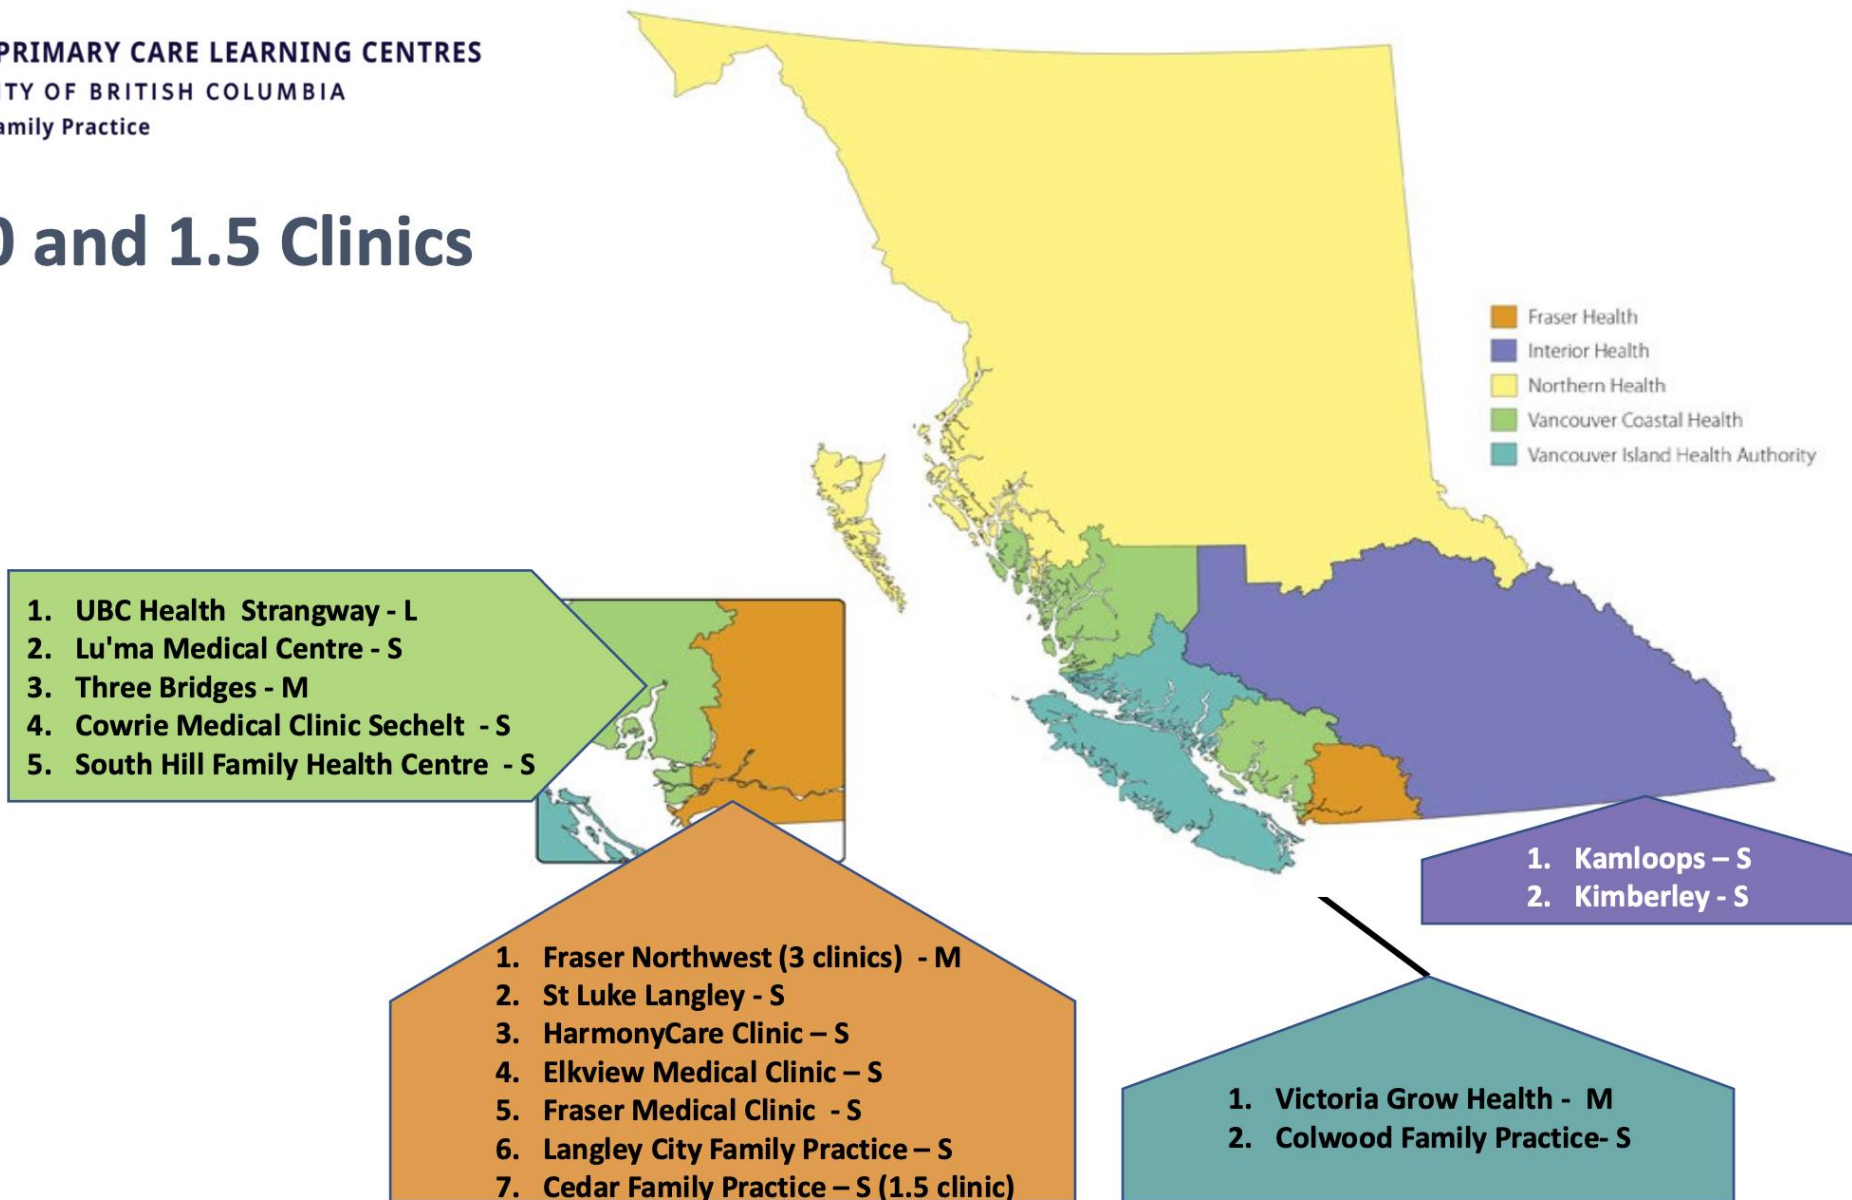 PRIMARY CARE LEARNING CENTRES
ITY OF BRITISH COLUMBIA
amily Practice
0 and 1.5 Clinics
Fraser Health
Interior Health
Northern Health
Vancouver Coastal Health
Vancouver Island Health Authority
1. UBC Health Strangway - L
2. Lu'ma Medical Centre - S
3. Three Bridges - M
4. Cowrie Medical Clinic Sechelt - S
5. South Hill Family Health Centre - S
1. Kamloops – S
2. Kimberley - S
1. Fraser Northwest (3 clinics) - M
2. St Luke Langley - S
3. HarmonyCare Clinic – S
4. Elkview Medical Clinic – S
5. Fraser Medical Clinic - S
6. Langley City Family Practice – S
7. Cedar Family Practice – S (1.5 clinic)
1. Victoria Grow Health - M
2. Colwood Family Practice- S